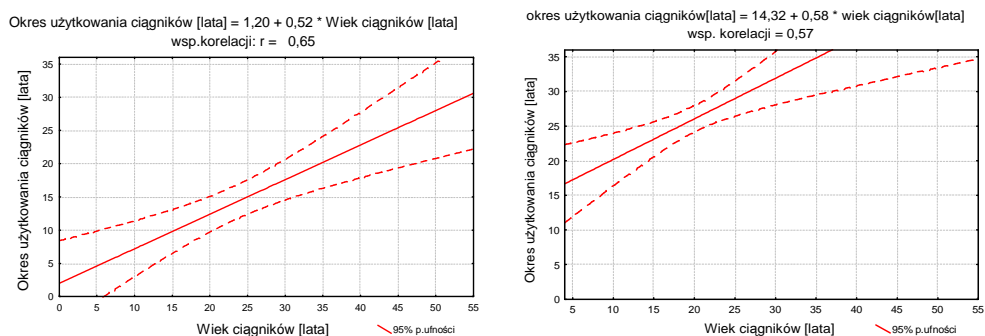 Okres użytkowania ciągników [lata] = 1,20 + 0,52 * Wiek ciągników [lata]
wsp.korelacji: r = 0,65
Okres użytkowania ciągników [lata]
35
30
25
20
15
10
5
0
0 5 10 15 20 25 30 35 40 45 50 55
Wiek ciągników [lata]
95% p.ufności
okres użytkowania ciągników[lata] = 14,32 + 0,58 * wiek ciągników[lata]
wsp. korelacji = 0,57
Okres użytkowania ciągników [lata]
35
30
25
20
15
10
5
0
5 10 15 20 25 30 35 40 45 50 55
Wiek ciągników [lata]
95% p.ufności